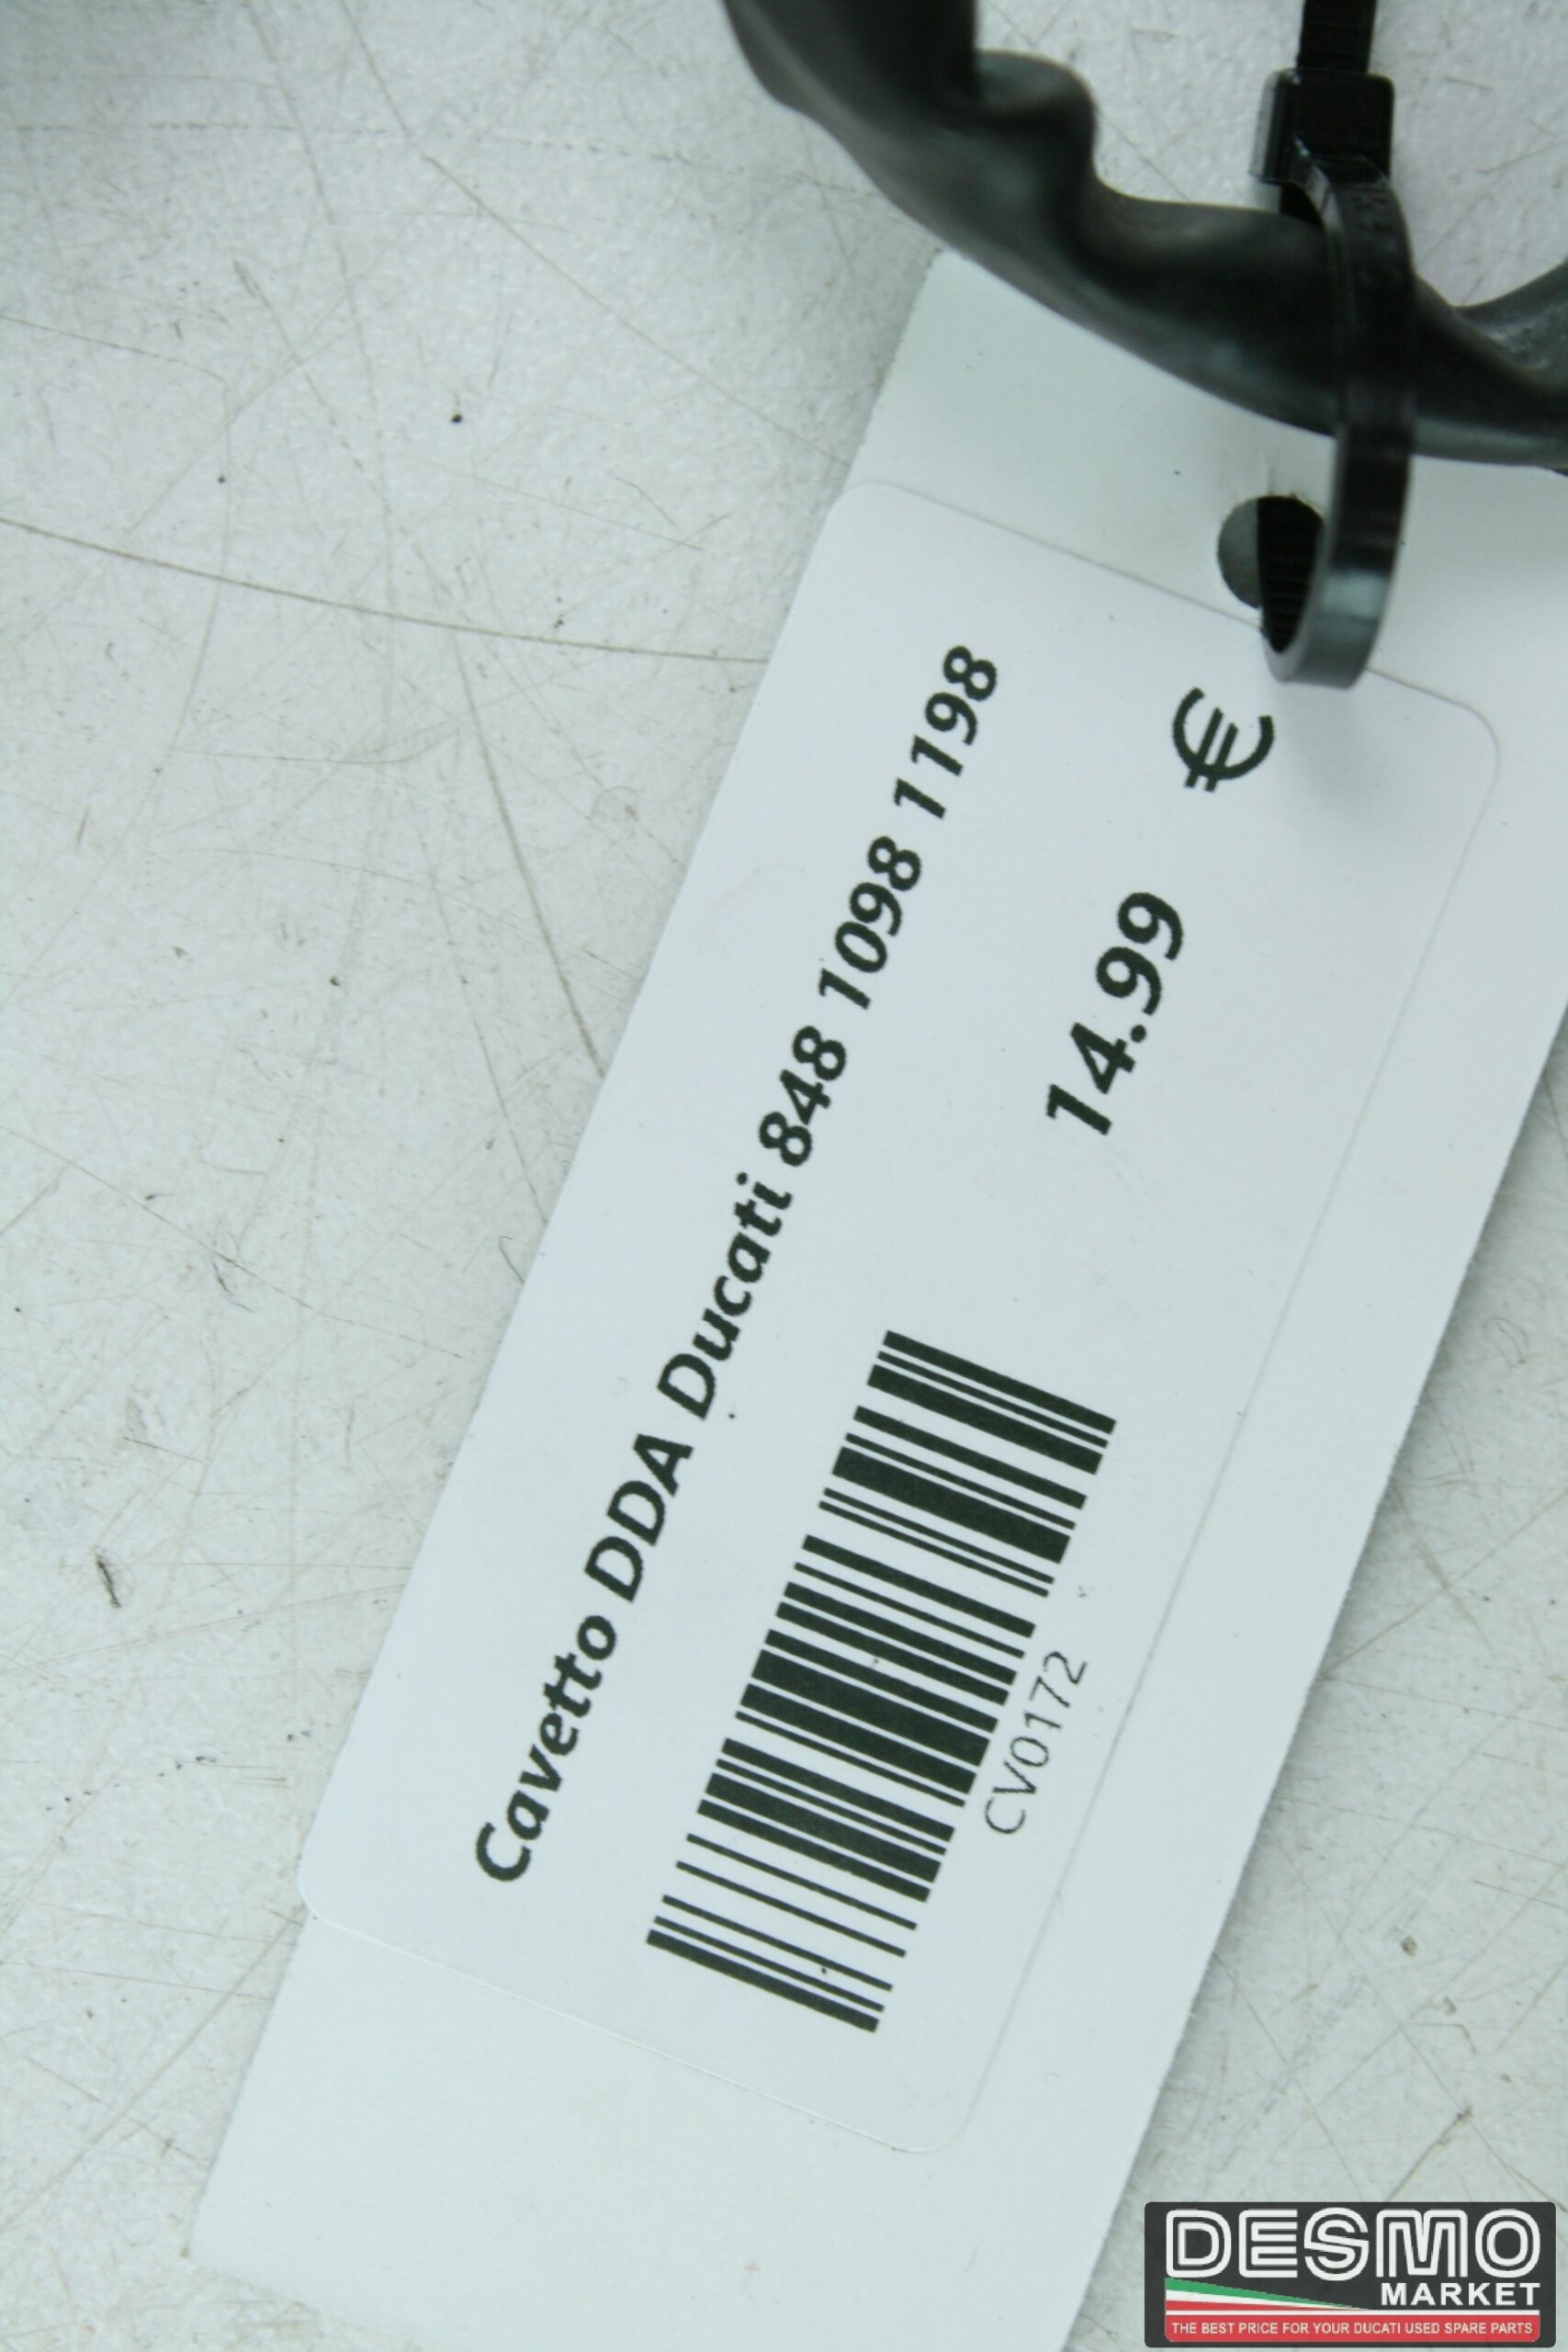 Cavetto DDA Ducati 848 1098 1198
14.99 €
CV0172
DESMO
MARKET
THE BEST PRICE FOR YOUR DUCATI USED SPARE PARTS